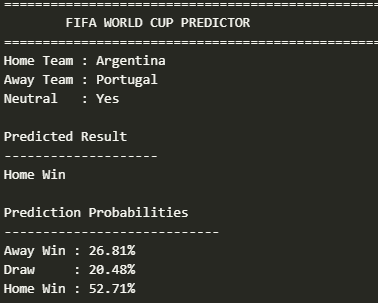 ==================================================
FIFA WORLD CUP PREDICTOR
==================================================
Home Team : Argentina
Away Team : Portugal
Neutral   : Yes
Predicted Result
--------------------
Home Win
Prediction Probabilities
----------------------------
Away Win : 26.81%
Draw     : 20.48%
Home Win : 52.71%